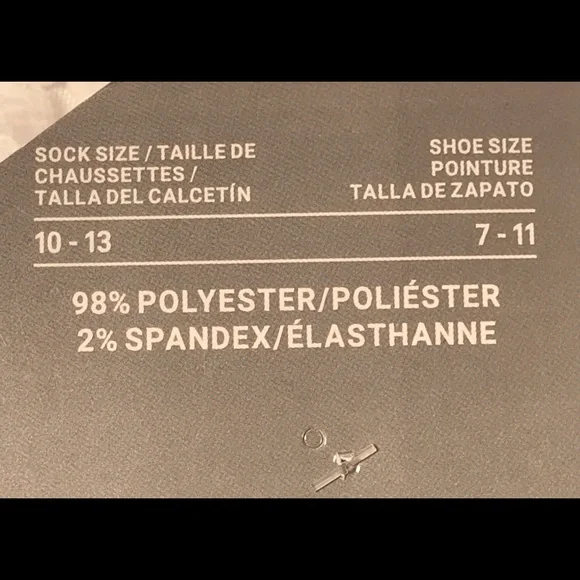 SOCK SIZE / TAILLE DE
CHAUSSETTES /
TALLA DEL CALCETÍN
SHOE SIZE
POINTURE
TALLA DE ZAPATO
10 - 13
7 - 11
98% POLYESTER/POLIÉSTER
2% SPANDEX/ÉLASTHANNE